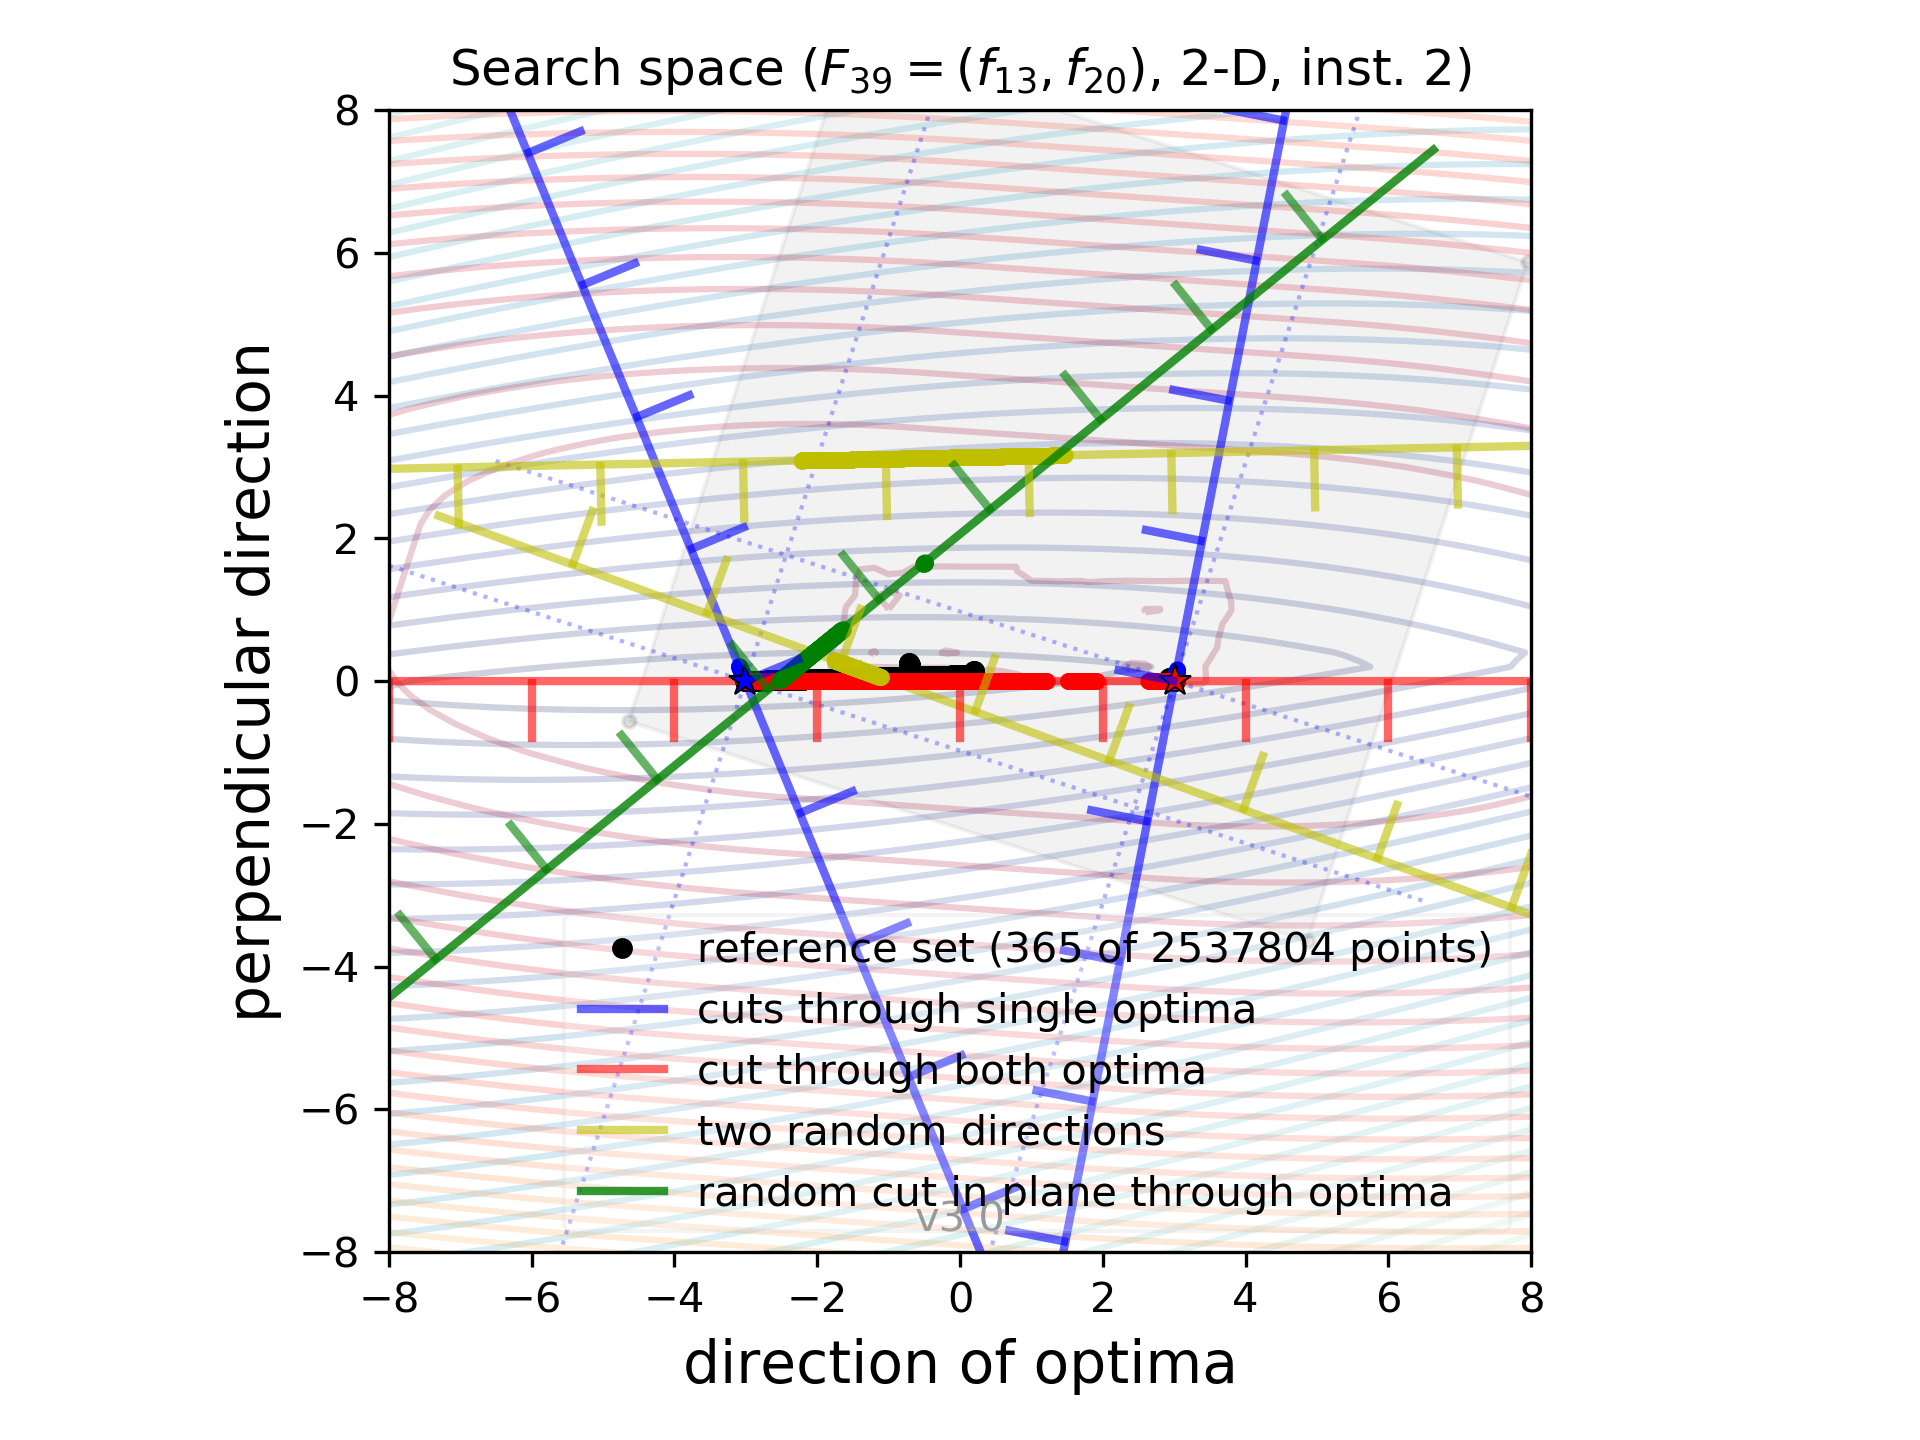 Search space (F39 = (f13, f20), 2-D, inst. 2)
8
6
4
2
0
−2
−4
−6
−8
perpendicular direction
reference set (365 of 2537804 points)
cuts through single optima
cut through both optima
two random directions
random cut in plane through optima
v3.0
−8 −6 −4 −2 0 2 4 6 8
direction of optima